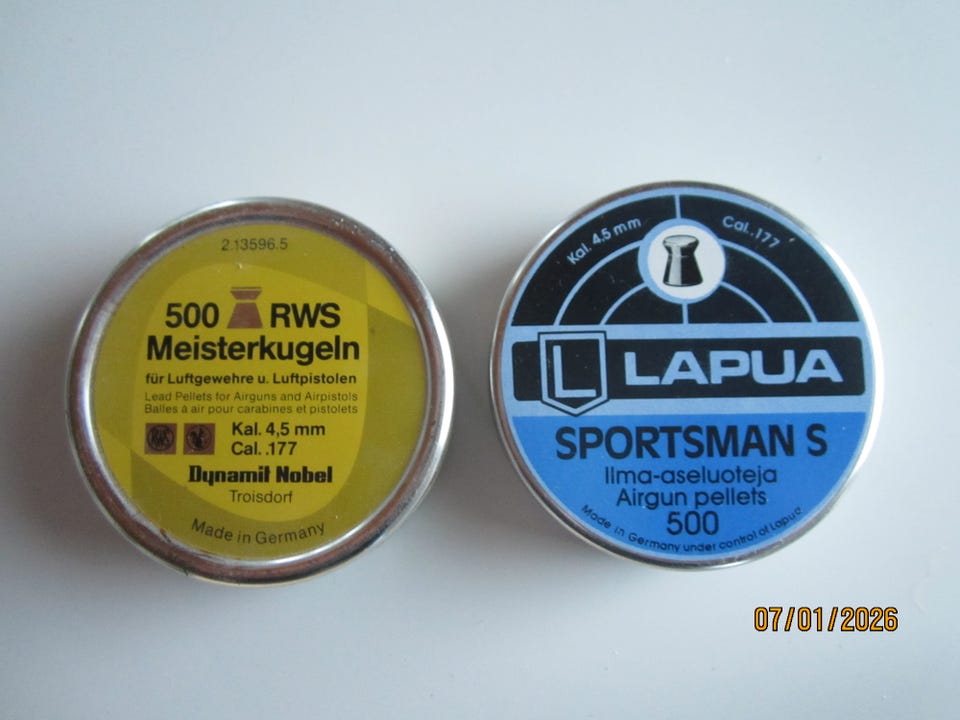 2.13596.5
500 RWS
Meisterkugeln
für Luftgewehre u. Luftpistolen
Lead Pellets for Airguns and Airpistols
Balles à air pour carabines et pistolets
RWS
Kal. 4,5 mm
Cal. .177
Dynamit Nobel
Troisdorf
Made in Germany
Kal. 4.5 mm
Cal. .177
L LAPUA
SPORTSMAN S
Ilma-aseluoteja
Airgun pellets
500
Made in Germany under control of Lapua
07/01/2026